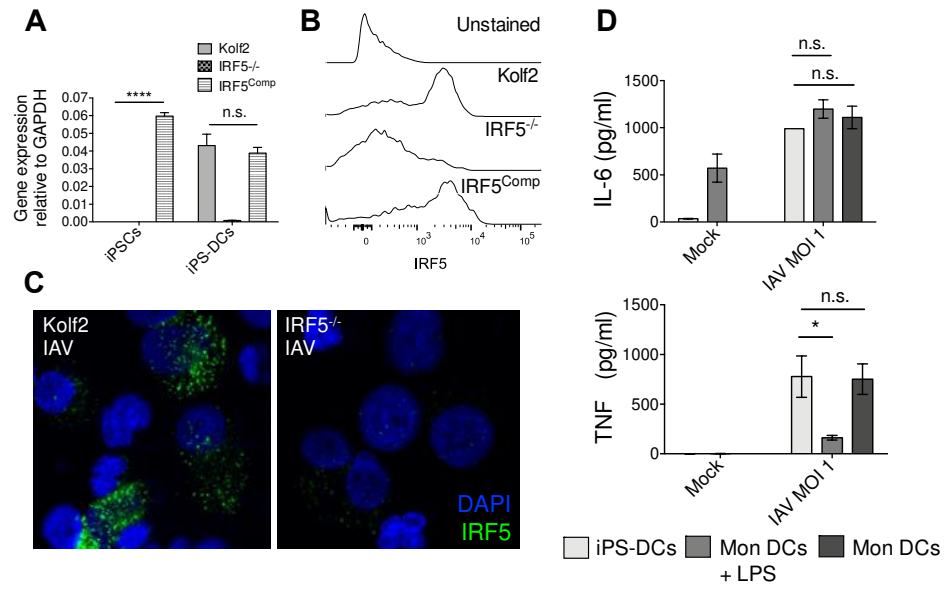 A
Kolf2
IRF5-/-
IRF5Comp
Gene expression
relative to GAPDH
0.07
0.06
0.05
0.04
0.03
0.02
0.01
0.00
****
n.s.
iPSCs
iPS-DCs
B
Unstained
Kolf2
IRF5-/-
IRF5Comp
0
10³
10⁴
10⁵
IRF5
C
Kolf2
IAV
IRF5-/-
IAV
DAPI
IRF5
D
n.s.
n.s.
IL-6 (pg/ml)
1500
1000
500
0
Mock
IAV MOI 1
n.s.
*
TNF (pg/ml)
1500
1000
500
0
Mock
IAV MOI 1
iPS-DCs
Mon DCs
+ LPS
Mon DCs